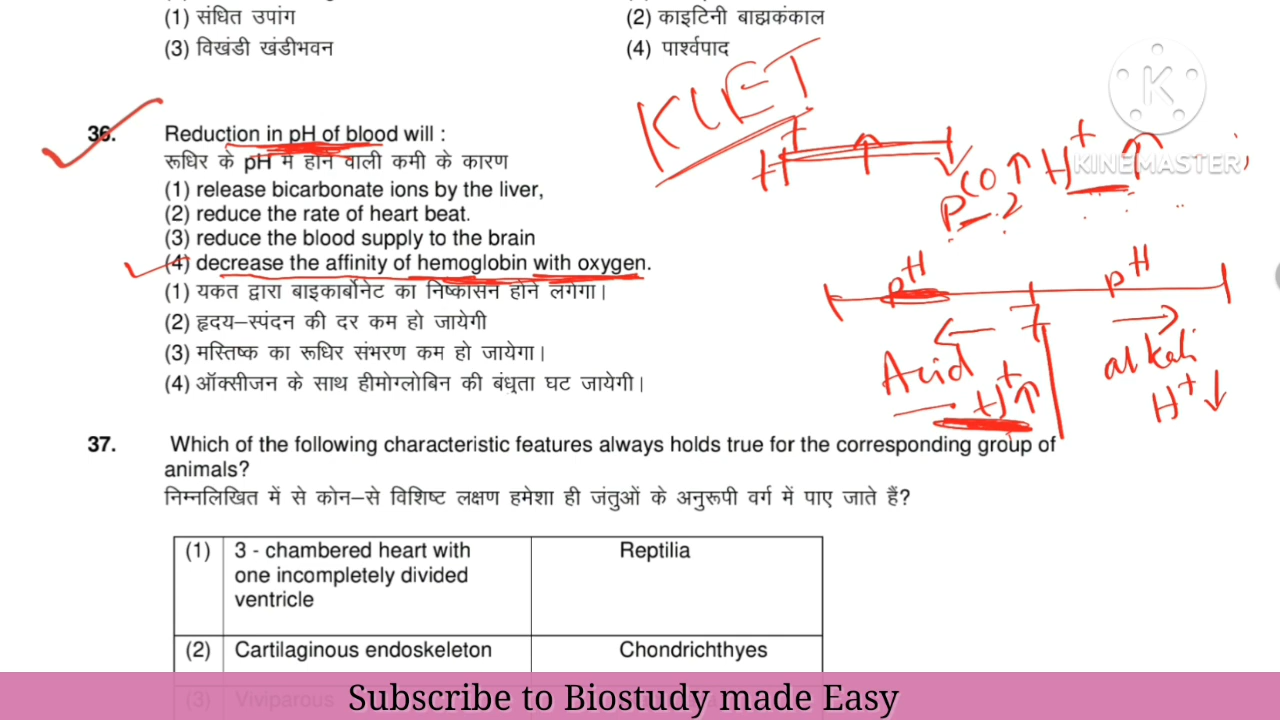 (1) संधित उपांग
(2) काइटिनी बाह्यकंकाल
(3) विखंडी खंडीभवन
(4) पार्श्वपाद
KLET
K
KINEMASTER
36. Reduction in pH of blood will :
रूधिर के pH में होने वाली कमी के कारण
(1) release bicarbonate ions by the liver,
(2) reduce the rate of heart beat.
(3) reduce the blood supply to the brain
(4) decrease the affinity of hemoglobin with oxygen.
(1) यकत द्वारा बाइकार्बोनेट का निष्कासन होने लगेगा।
(2) हृदय–स्पंदन की दर कम हो जायेगी
(3) मस्तिष्क का रूधिर संभरण कम हो जायेगा।
(4) ऑक्सीजन के साथ हीमोग्लोबिन की बंधुता घट जायेगी।
7
H
PCO2 ↑ H+ ↑
pH
pH
7
Acid
H+ ↑
alkali
H+ ↓
37. Which of the following characteristic features always holds true for the corresponding group of
animals?
निम्नलिखित में से कोन–से विशिष्ट लक्षण हमेशा ही जंतुओं के अनुरूपी वर्ग में पाए जाते हैं?
(1) 3 - chambered heart with Reptilia
one incompletely divided
ventricle
(2) Cartilaginous endoskeleton Chondrichthyes
(3) Viviparous
Subscribe to Biostudy made Easy